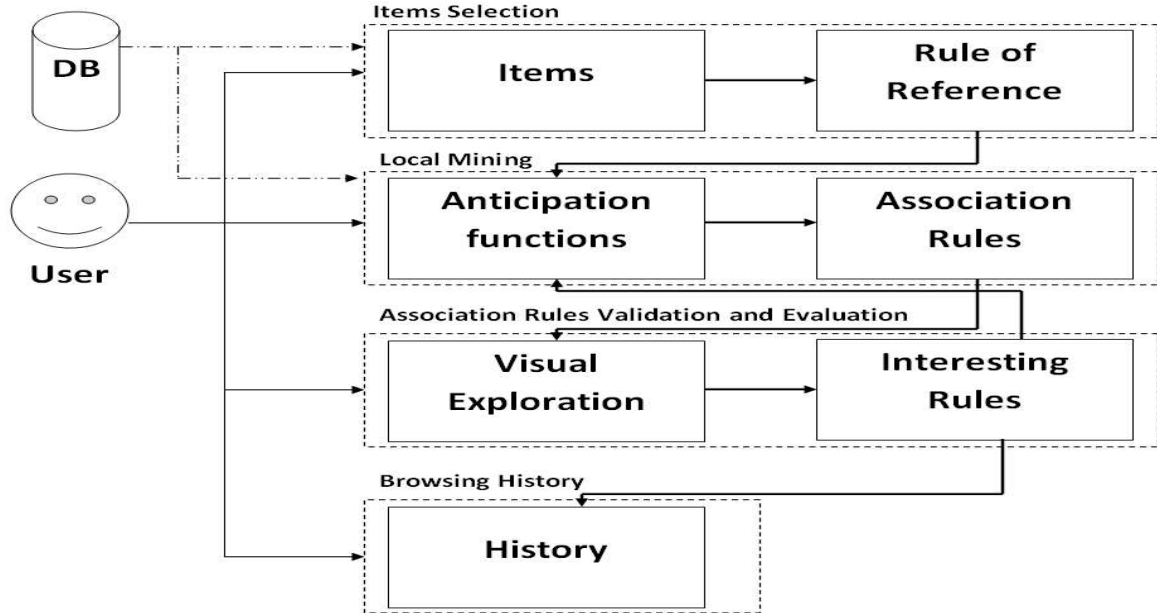 Items Selection
DB
Items
Rule of
Reference
Local Mining
User
Anticipation
functions
Association
Rules
Association Rules Validation and Evaluation
Visual
Exploration
Interesting
Rules
Browsing History
History